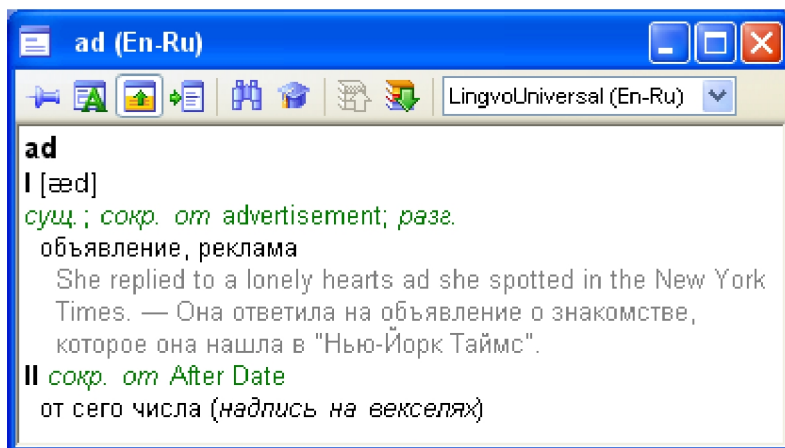 ad (En-Ru)
LingvoUniversal (En-Ru)
ad
I [æd]
сущ.; сокр. от advertisement; разг.
объявление, реклама
She replied to a lonely hearts ad she spotted in the New York
Times. — Она ответила на объявление о знакомстве,
которое она нашла в "Нью-Йорк Таймс".
II сокр. от After Date
от сего числа (надпись на векселях)